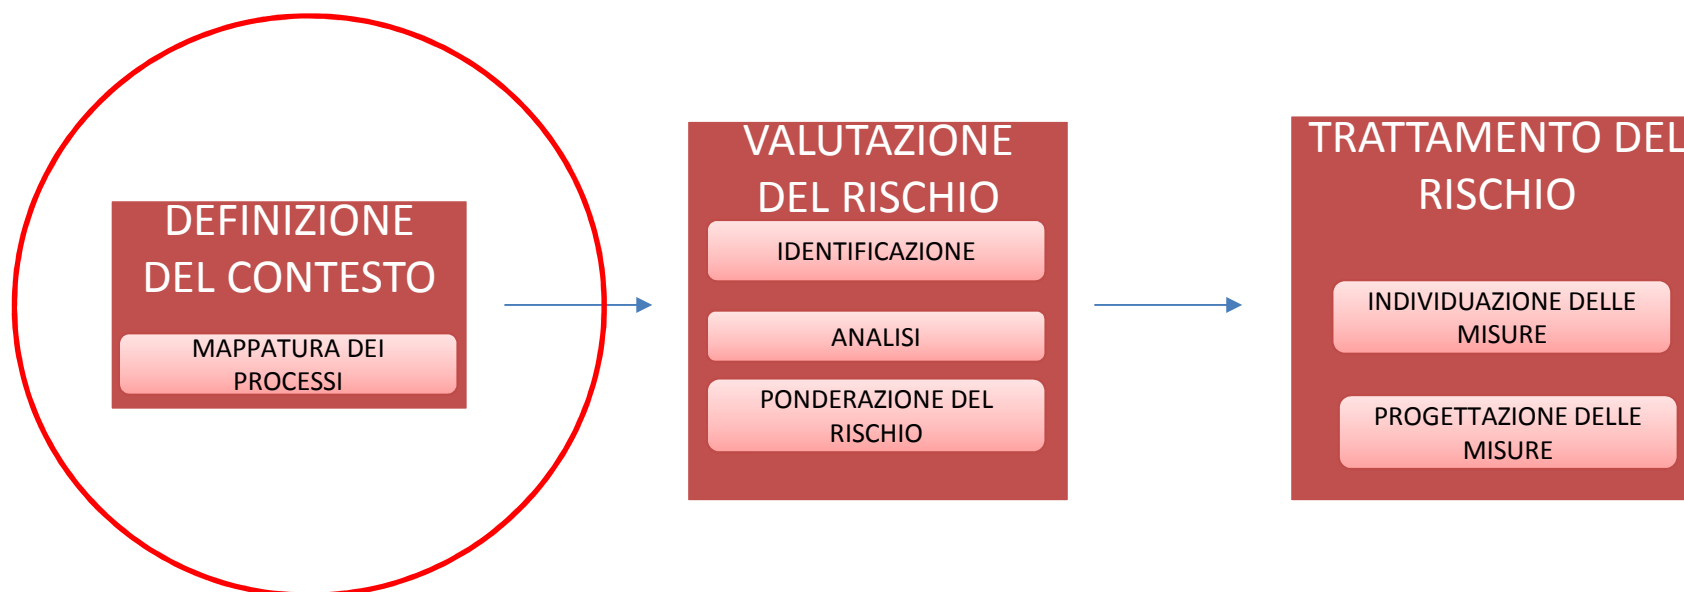 DEFINIZIONE
DEL CONTESTO
MAPPATURA DEI
PROCESSI
VALUTAZIONE
DEL RISCHIO
IDENTIFICAZIONE
ANALISI
PONDERAZIONE DEL
RISCHIO
TRATTAMENTO DEL
RISCHIO
INDIVIDUAZIONE DELLE
MISURE
PROGETTAZIONE DELLE
MISURE